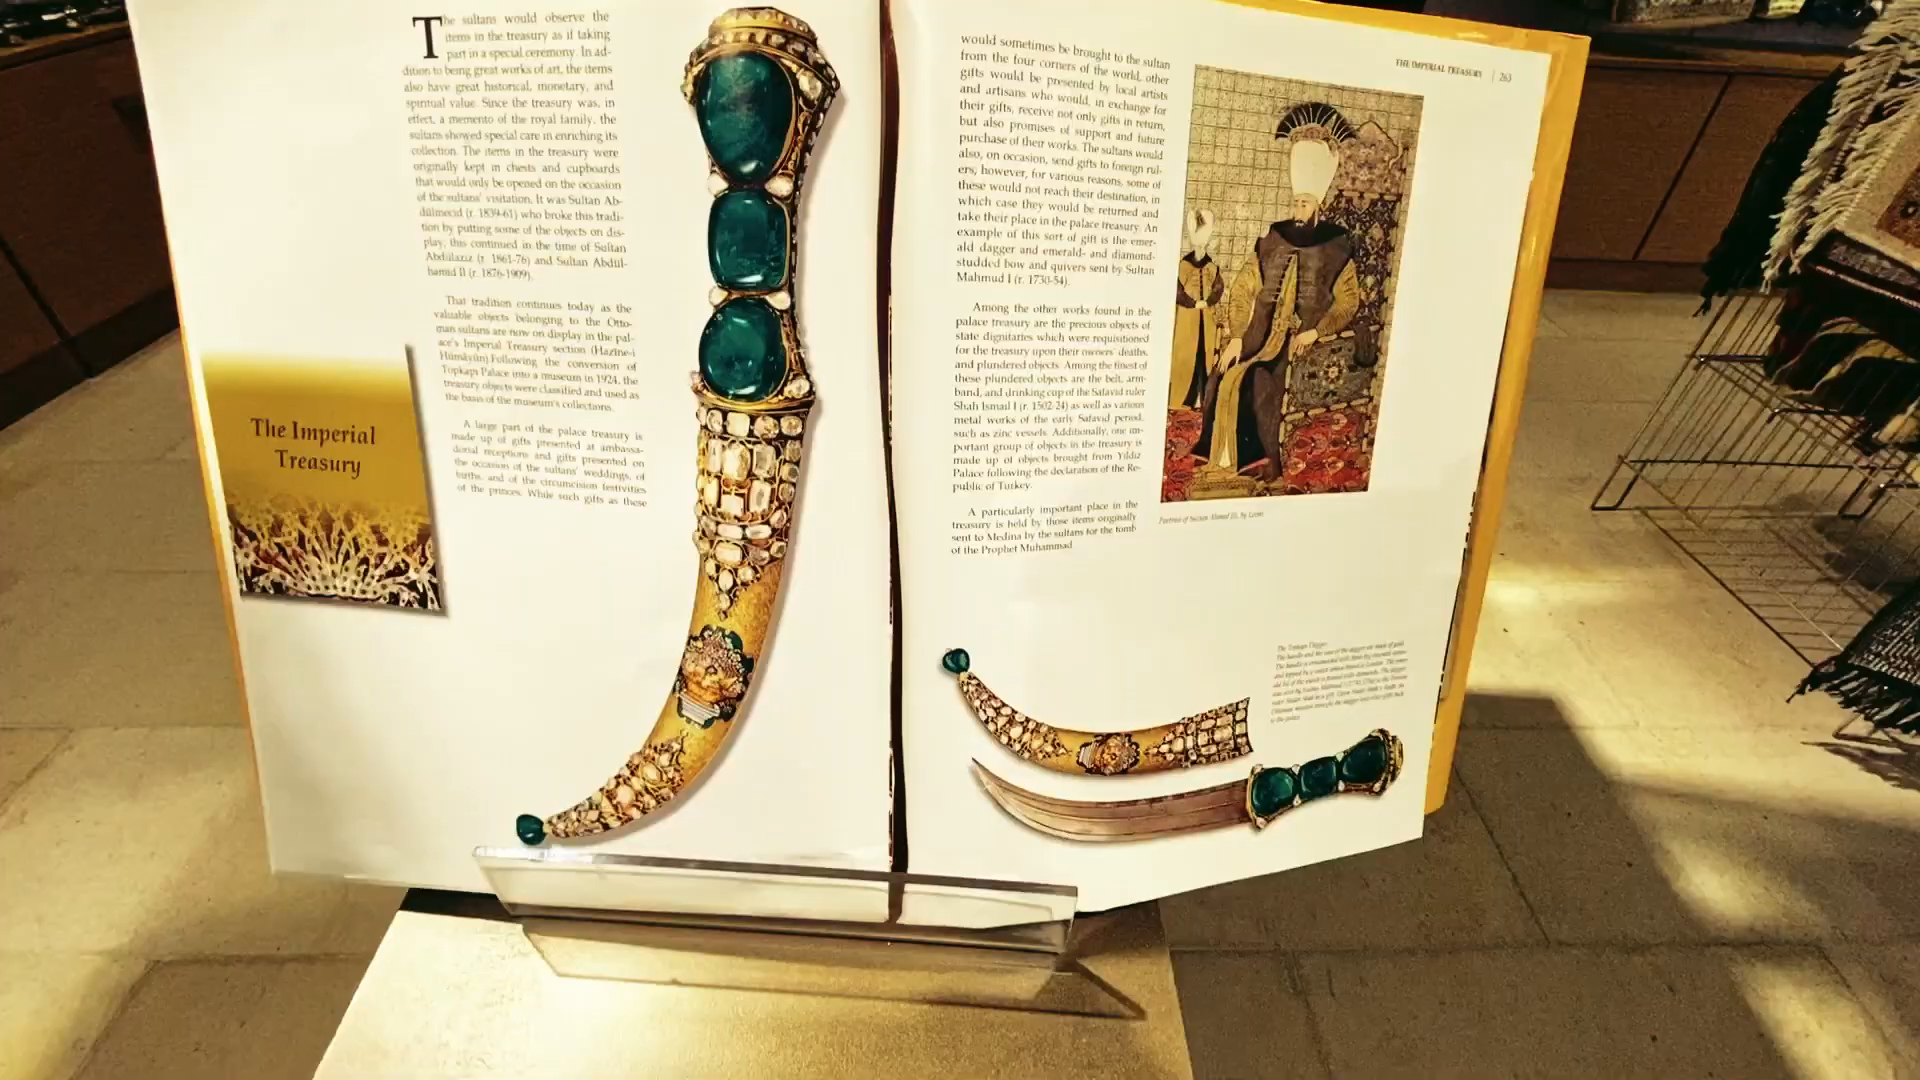 The sultans would observe the
items in the treasury as if taking
part in a special ceremony. In ad-
dition to being great works of art, the items
also have great historical, monetary, and
spiritual value. Since the treasury was, in
effect, a memento of the royal family, the
sultans showed special care in enriching its
collection. The items in the treasury were
originally kept in chests and cupboards
that would only be opened on the occasion
of the sultans' visitation. It was Sultan Ab-
dülmecid (r. 1839-61) who broke this tradi-
tion by putting some of the objects on dis-
play; this continued in the time of Sultan
Abdülaziz (r. 1861-76) and Sultan Abdül-
hamid II (r. 1876-1909).
That tradition continues today as the
valuable objects belonging to the Otto-
man sultans are now on display in the pal-
ace's Imperial Treasury section (Hazine-i
Hümâyûn). Following the conversion of
Topkapı Palace into a museum in 1924, the
treasury objects were classified and used as
the basis of the museum's collections.
A large part of the palace treasury is
made up of gifts presented at ambassa-
dorial receptions and gifts presented on
the occasion of the sultans' weddings, of
births, and of the circumcision festivities
of the princes. While such gifts as these
The Imperial
Treasury
THE IMPERIAL TREASURY | 263
would sometimes be brought to the sultan
from the four corners of the world, other
gifts would be presented by local artists
and artisans who would, in exchange for
their gifts, receive not only gifts in return,
but also promises of support and future
purchase of their works. The sultans would
also, on occasion, send gifts to foreign rul-
ers; however, for various reasons, some of
these would not reach their destination, in
which case they would be returned and
take their place in the palace treasury. An
example of this sort of gift is the emer-
ald dagger and emerald- and diamond-
studded bow and quivers sent by Sultan
Mahmud I (r. 1730-54).
Among the other works found in the
palace treasury are the precious objects of
state dignitaries which were requisitioned
for the treasury upon their owners' deaths,
and plundered objects. Among the finest of
these plundered objects are the belt, arm-
band, and drinking cup of the Safavid ruler
Shah Ismail I (r. 1502-24) as well as various
metal works of the early Safavid period,
such as zinc vessels. Additionally, one im-
portant group of objects in the treasury is
made up of objects brought from Yıldız
Palace following the declaration of the Re-
public of Turkey.
A particularly important place in the
treasury is held by those items originally
sent to Medina by the sultans for the tomb
of the Prophet Muhammad
Portrait of Sultan Ahmed III, by Levni
The Topkapı Dagger
The handle and the case of the dagger are made of gold.
to the palace.